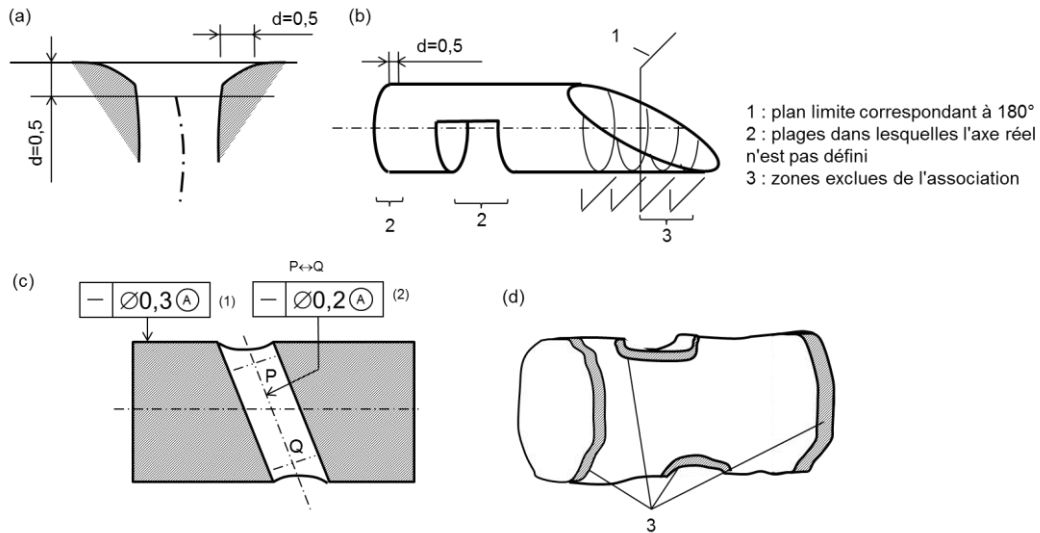 (a)
d=0,5
d=0,5
(b)
d=0,5
1
2
2
3
1 : plan limite correspondant à 180°
2 : plages dans lesquelles l'axe réel
n'est pas défini
3 : zones exclues de l'association
(c)
— ∅0,3 Ⓐ (1)
P↔Q
— ∅0,2 Ⓐ (2)
P
Q
(d)
3